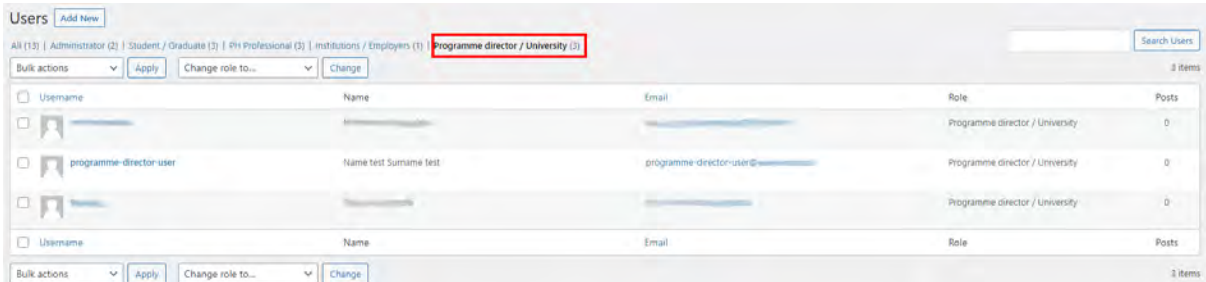 Users Add New
All (13) | Administrator (2) | Student / Graduate (3) | PH Professional (3) | Institutions / Employers (1) | Programme director / University (3)
Search Users
Bulk actions Apply Change role to... Change
3 items
Username Name Email Role Posts
Programme director / University 0
programme-director-user Name test Surname test programme-director-user@ Programme director / University 0
Programme director / University 0
Username Name Email Role Posts
Bulk actions Apply Change role to... Change
3 items